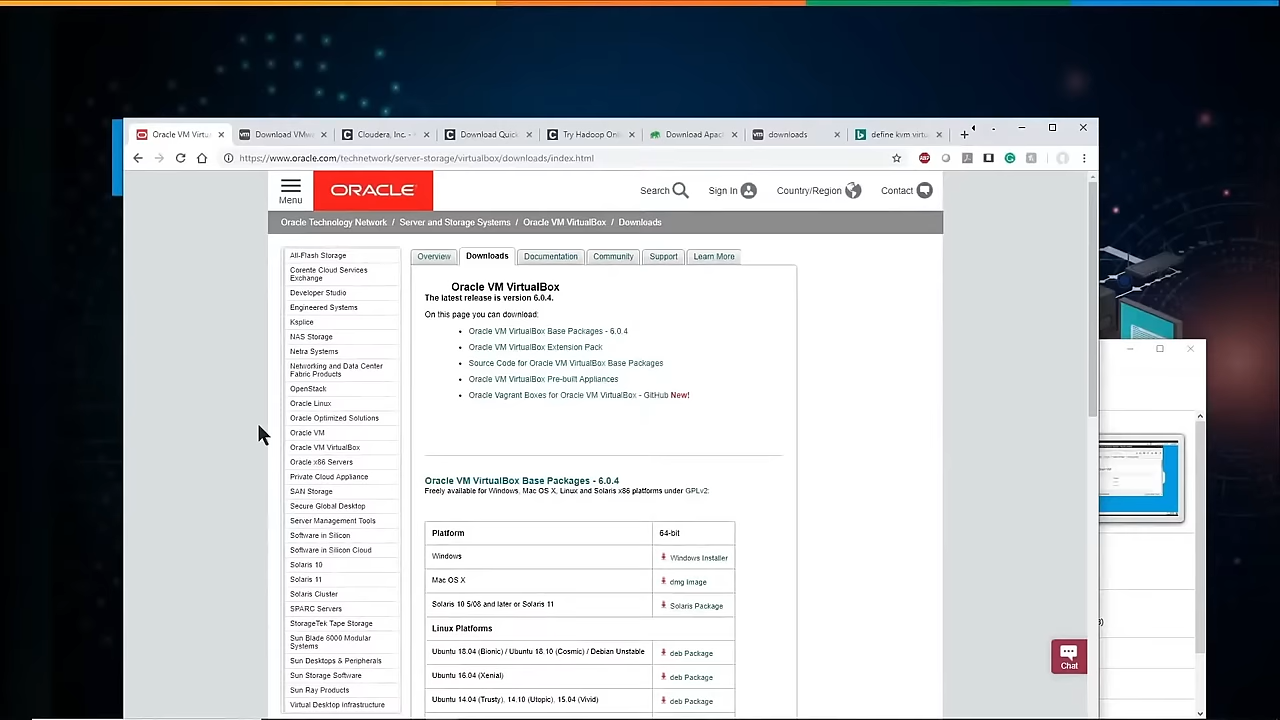 Oracle VM Virtu
Download VMw
Cloudera, Inc. -
Download Quic
Try Hadoop On
Download Apac
downloads
define kvm virtu
https://www.oracle.com/technetwork/server-storage/virtualbox/downloads/index.html
ABP
Menu
ORACLE
Search
Sign In
Country/Region
Contact
Oracle Technology Network / Server and Storage Systems / Oracle VM VirtualBox / Downloads
All-Flash Storage
Corente Cloud Services
Exchange
Developer Studio
Engineered Systems
Ksplice
NAS Storage
Netra Systems
Networking and Data Center
Fabric Products
OpenStack
Oracle Linux
Oracle Optimized Solutions
Oracle VM
Oracle VM VirtualBox
Oracle x86 Servers
Private Cloud Appliance
SAN Storage
Secure Global Desktop
Server Management Tools
Software in Silicon
Software in Silicon Cloud
Solaris 10
Solaris 11
Solaris Cluster
SPARC Servers
StorageTek Tape Storage
Sun Blade 6000 Modular
Systems
Sun Desktops & Peripherals
Sun Storage Software
Sun Ray Products
Virtual Desktop Infrastructure
Overview
Downloads
Documentation
Community
Support
Learn More
Oracle VM VirtualBox
The latest release is version 6.0.4.
On this page you can download:
• Oracle VM VirtualBox Base Packages - 6.0.4
• Oracle VM VirtualBox Extension Pack
• Source Code for Oracle VM VirtualBox Base Packages
• Oracle VM VirtualBox Pre-built Appliances
• Oracle Vagrant Boxes for Oracle VM VirtualBox - GitHub New!
Oracle VM VirtualBox Base Packages - 6.0.4
Freely available for Windows, Mac OS X, Linux and Solaris x86 platforms under GPLv2:
Platform 64-bit
Windows Windows Installer
Mac OS X dmg Image
Solaris 10 5/08 and later or Solaris 11 Solaris Package
Linux Platforms
Ubuntu 18.04 (Bionic) / Ubuntu 18.10 (Cosmic) / Debian Unstable deb Package
Ubuntu 16.04 (Xenial) deb Package
Ubuntu 14.04 (Trusty), 14.10 (Utopic), 15.04 (Vivid) deb Package
Chat